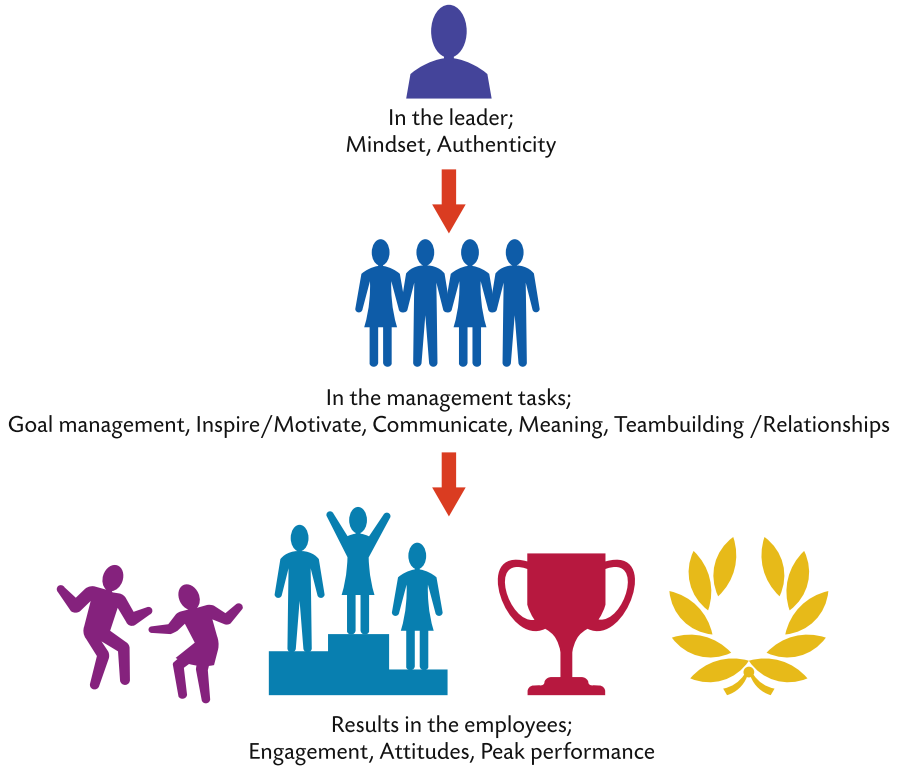 In the leader;
Mindset, Authenticity
In the management tasks;
Goal management, Inspire/Motivate, Communicate, Meaning, Teambuilding /Relationships
Results in the employees;
Engagement, Attitudes, Peak performance